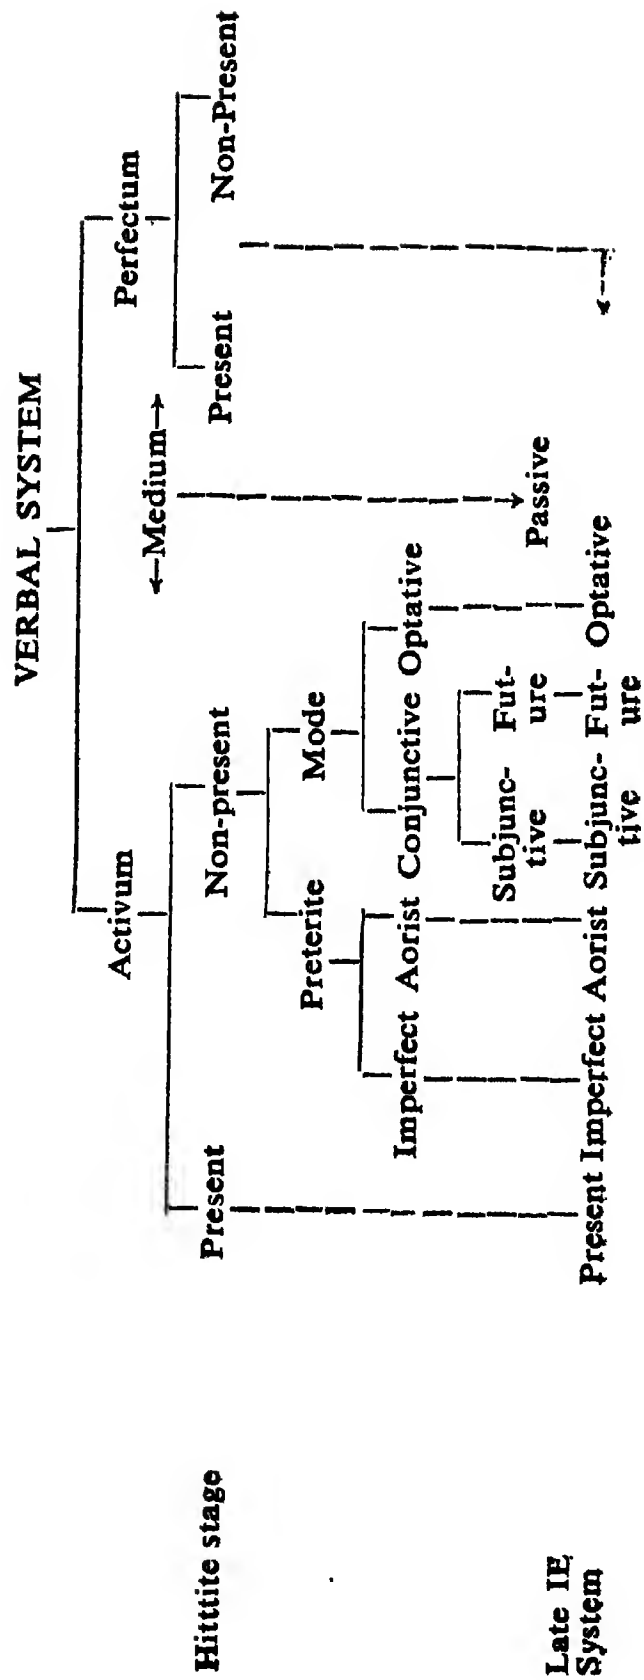 VERBAL SYSTEM
Activum ←Medium→ Perfectum
Hitttite stage Present Non-present Present Non-Present
Preterite Mode
Imperfect Aorist Conjunctive Optative
Subjunc- Fut-
tive ure Passive
Late IE Present Imperfect Aorist Subjunc- Fut- Optative
System tive ure